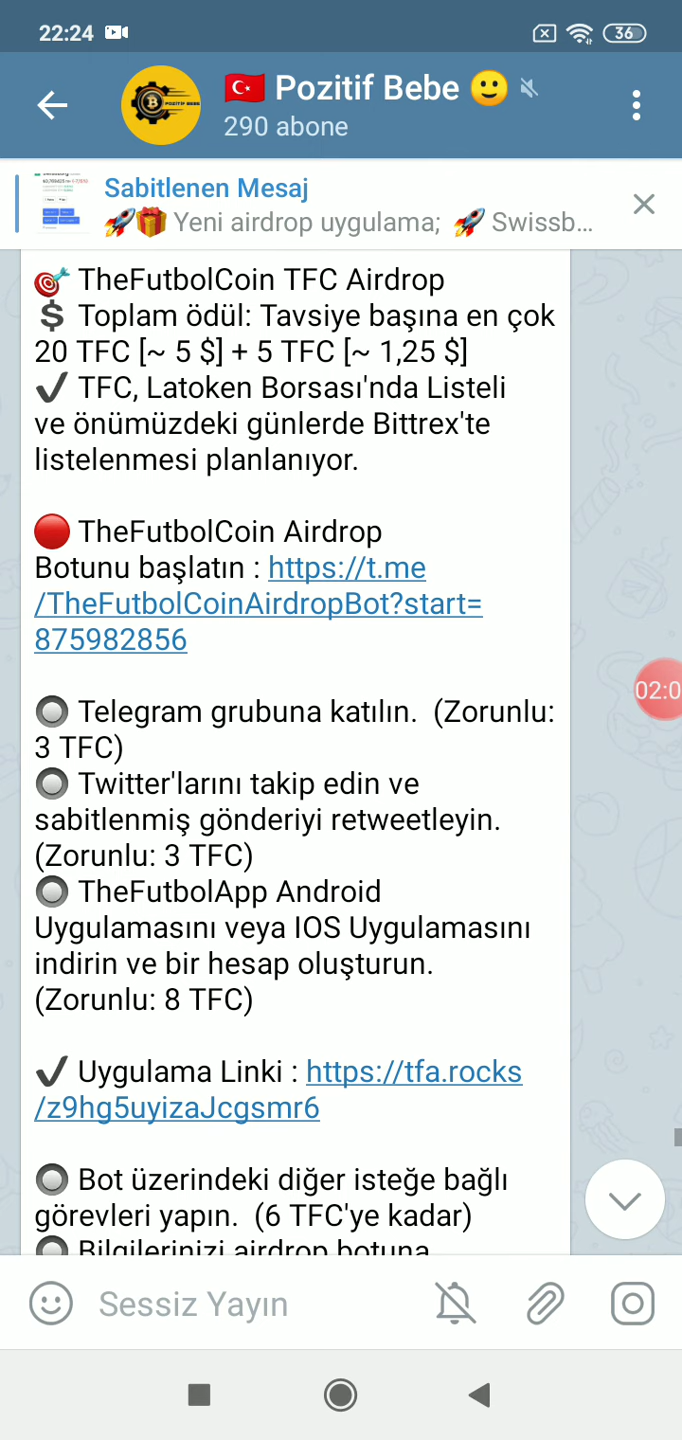 22:24
36
🇹🇷 Pozitif Bebe 🙂
290 abone
POZITIF BEBE
Sabitlenen Mesaj
🚀🎁 Yeni airdrop uygulama; 🚀 Swissb...
🎯 TheFutbolCoin TFC Airdrop
💲 Toplam ödül: Tavsiye başına en çok
20 TFC [~ 5 $] + 5 TFC [~ 1,25 $]
✔️ TFC, Latoken Borsası'nda Listeli
ve önümüzdeki günlerde Bittrex'te
listelenmesi planlanıyor.
🔴 TheFutbolCoin Airdrop
Botunu başlatın : https://t.me
/TheFutbolCoinAirdropBot?start=
875982856
🔘 Telegram grubuna katılın. (Zorunlu:
3 TFC)
🔘 Twitter'larını takip edin ve
sabitlenmiş gönderiyi retweetleyin.
(Zorunlu: 3 TFC)
🔘 TheFutbolApp Android
Uygulamasını veya IOS Uygulamasını
indirin ve bir hesap oluşturun.
(Zorunlu: 8 TFC)
✔️ Uygulama Linki : https://tfa.rocks
/z9hg5uyizaJcgsmr6
🔘 Bot üzerindeki diğer isteğe bağlı
görevleri yapın. (6 TFC'ye kadar)
🔘 Bilgilerinizi airdrop botuna
02:0
Sessiz Yayın